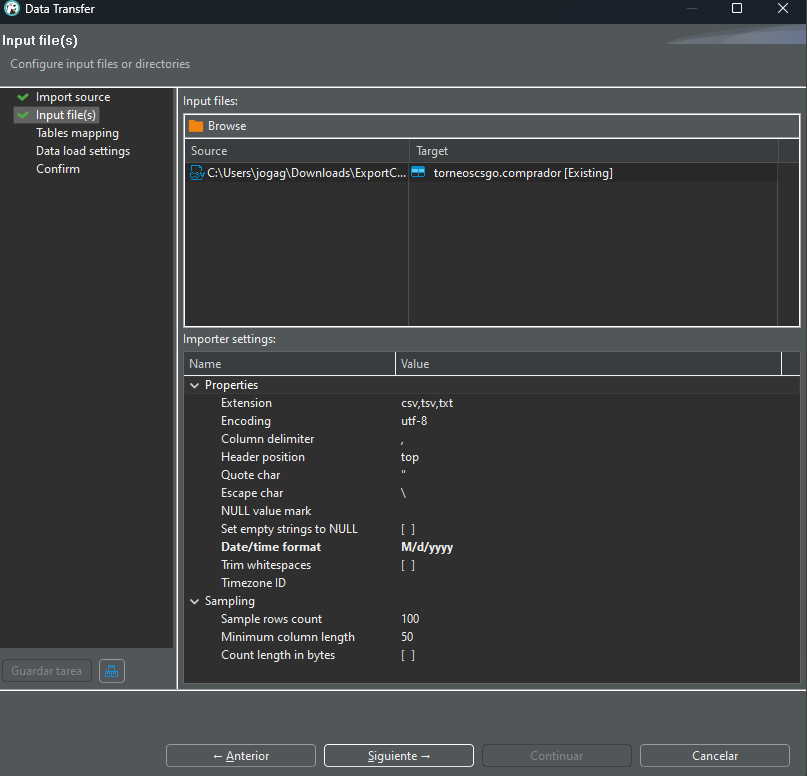 Data Transfer
Input file(s)
Configure input files or directories
Import source
Input file(s)
Tables mapping
Data load settings
Confirm
Input files:
Browse
Source Target
C:\Users\jogag\Downloads\ExportC... torneoscsgo.comprador [Existing]
Importer settings:
Name Value
Properties
Extension csv,tsv,txt
Encoding utf-8
Column delimiter ,
Header position top
Quote char "
Escape char \
NULL value mark
Set empty strings to NULL [ ]
Date/time format M/d/yyyy
Trim whitespaces [ ]
Timezone ID
Sampling
Sample rows count 100
Minimum column length 50
Count length in bytes [ ]
Guardar tarea
← Anterior Siguiente → Continuar Cancelar